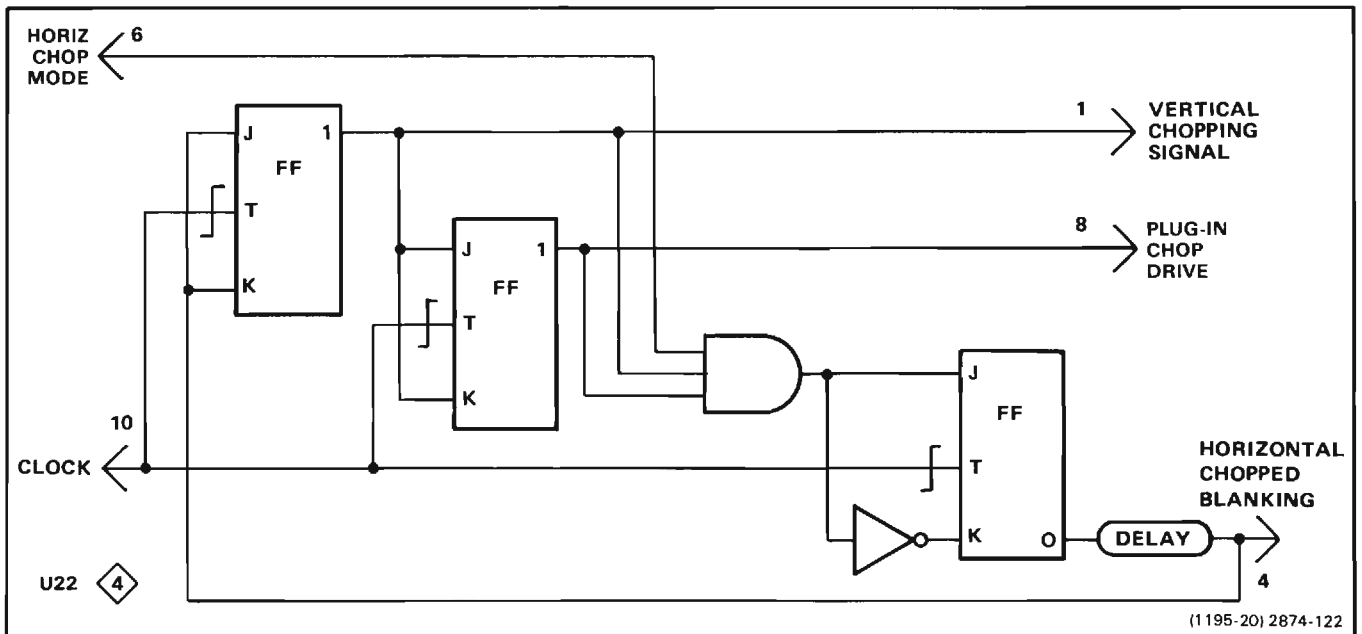 HORIZ
CHOP
MODE
6
J
1
FF
T
K
1
VERTICAL
CHOPPING
SIGNAL
J
1
FF
T
K
8
PLUG-IN
CHOP
DRIVE
10
CLOCK
J
FF
T
K
O
DELAY
HORIZONTAL
CHOPPED
BLANKING
4
U22 4
(1195-20) 2874-122